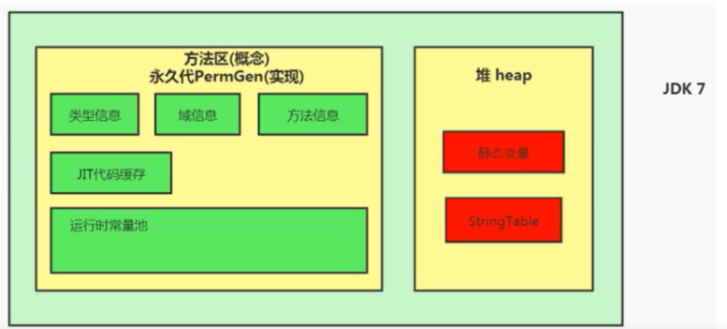 方法区(概念)
永久代PermGen(实现)
堆 heap
JDK 7
类型信息
域信息
方法信息
静态变量
JIT代码缓存
StringTable
运行时常量池